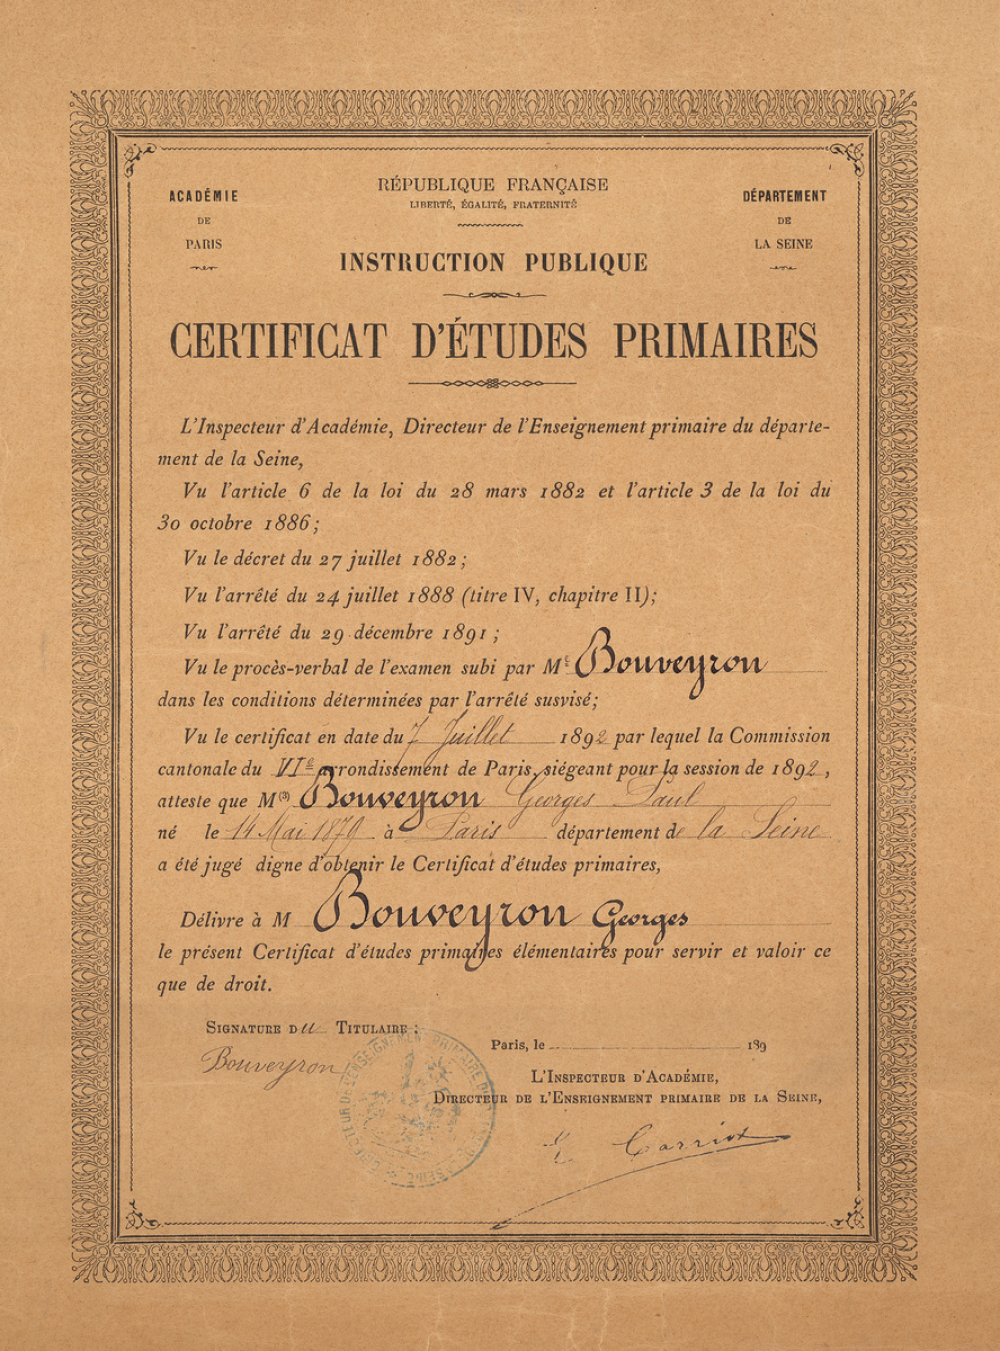 ACADÉMIE
DE
PARIS
RÉPUBLIQUE FRANÇAISE
LIBERTÉ, ÉGALITÉ, FRATERNITÉ
DÉPARTEMENT
DE
LA SEINE
INSTRUCTION PUBLIQUE
CERTIFICAT D'ÉTUDES PRIMAIRES
L'Inspecteur d'Académie, Directeur de l'Enseignement primaire du départe-
ment de la Seine,
Vu l'article 6 de la loi du 28 mars 1882 et l'article 3 de la loi du
30 octobre 1886;
Vu le décret du 27 juillet 1882;
Vu l'arrêté du 24 juillet 1888 (titre IV, chapitre II);
Vu l'arrêté du 29 décembre 1891;
Vu le procès-verbal de l'examen subi par M Bouveyron
dans les conditions déterminées par l'arrêté susvisé;
Vu le certificat en date du 7 Juillet 1892 par lequel la Commission
cantonale du VIe arrondissement de Paris, siégeant pour la session de 1892,
atteste que M(3) Bouveyron Georges Paul
né le 14 Mai 1879 à Paris département de la Seine
a été jugé digne d'obtenir le Certificat d'études primaires,
Délivre à M Bouveyron Georges
le présent Certificat d'études primaires élémentaires pour servir et valoir ce
que de droit.
SIGNATURE DU TITULAIRE:
Bouveyron
Paris, le 189
L'INSPECTEUR D'ACADÉMIE,
DIRECTEUR DE L'ENSEIGNEMENT PRIMAIRE DE LA SEINE,
Carriot